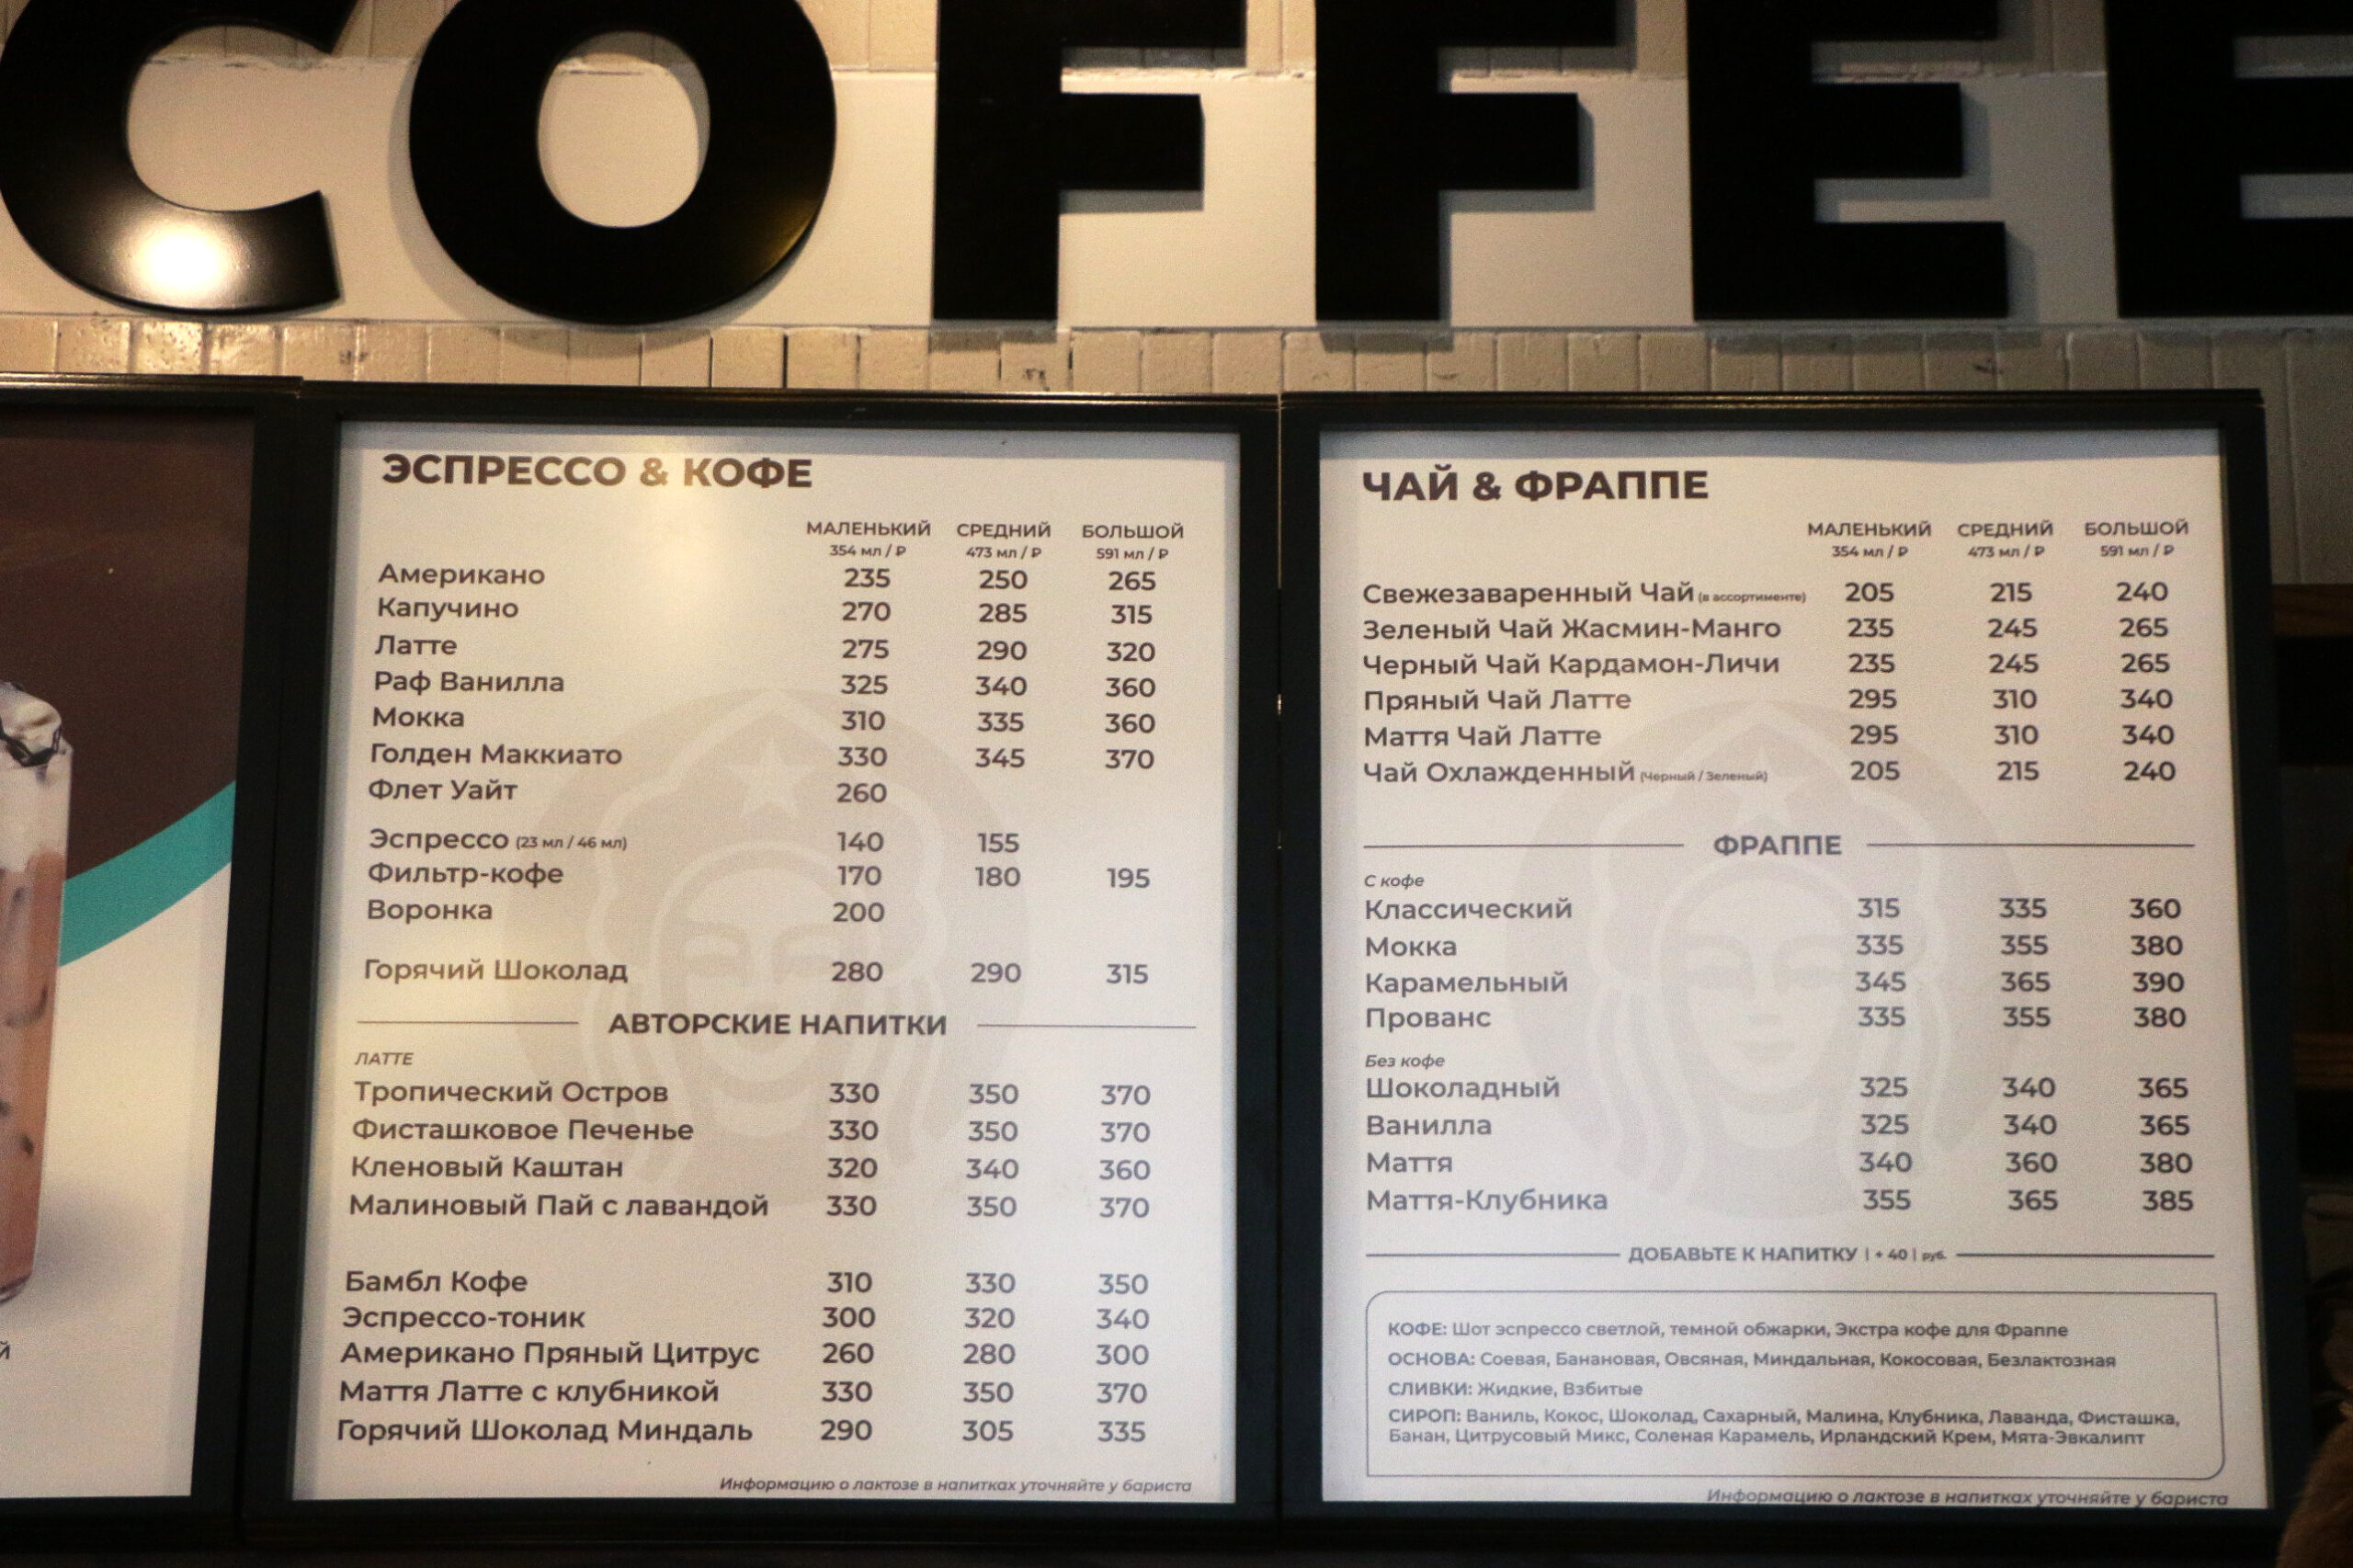 COFFEE
ЭСПРЕССО & КОФЕ
МАЛЕНЬКИЙ СРЕДНИЙ БОЛЬШОЙ
354 мл / ₽ 473 мл / ₽ 591 мл / ₽
Американо 235 250 265
Капучино 270 285 315
Латте 275 290 320
Раф Ванилла 325 340 360
Мокка 310 335 360
Голден Маккиато 330 345 370
Флет Уайт 260
Эспрессо (23 мл / 46 мл) 140 155
Фильтр-кофе 170 180 195
Воронка 200
Горячий Шоколад 280 290 315
АВТОРСКИЕ НАПИТКИ
ЛАТТЕ
Тропический Остров 330 350 370
Фисташковое Печенье 330 350 370
Кленовый Каштан 320 340 360
Малиновый Пай с лавандой 330 350 370
Бамбл Кофе 310 330 350
Эспрессо-тоник 300 320 340
Американо Пряный Цитрус 260 280 300
Маття Латте с клубникой 330 350 370
Горячий Шоколад Миндаль 290 305 335
Информацию о лактозе в напитках уточняйте у бариста
ЧАЙ & ФРАППЕ
МАЛЕНЬКИЙ СРЕДНИЙ БОЛЬШОЙ
354 мл / ₽ 473 мл / ₽ 591 мл / ₽
Свежезаваренный Чай (в ассортименте) 205 215 240
Зеленый Чай Жасмин-Манго 235 245 265
Черный Чай Кардамон-Личи 235 245 265
Пряный Чай Латте 295 310 340
Маття Чай Латте 295 310 340
Чай Охлажденный (Черный / Зеленый) 205 215 240
ФРАППЕ
С кофе
Классический 315 335 360
Мокка 335 355 380
Карамельный 345 365 390
Прованс 335 355 380
Без кофе
Шоколадный 325 340 365
Ванилла 325 340 365
Маття 340 360 380
Маття-Клубника 355 365 385
ДОБАВЬТЕ К НАПИТКУ | + 40 | руб.
КОФЕ: Шот эспрессо светлой, темной обжарки, Экстра кофе для Фраппе
ОСНОВА: Соевая, Банановая, Овсяная, Миндальная, Кокосовая, Безлактозная
СЛИВКИ: Жидкие, Взбитые
СИРОП: Ваниль, Кокос, Шоколад, Сахарный, Малина, Клубника, Лаванда, Фисташка,
Банан, Цитрусовый Микс, Соленая Карамель, Ирландский Крем, Мята-Эвкалипт
Информацию о лактозе в напитках уточняйте у бариста